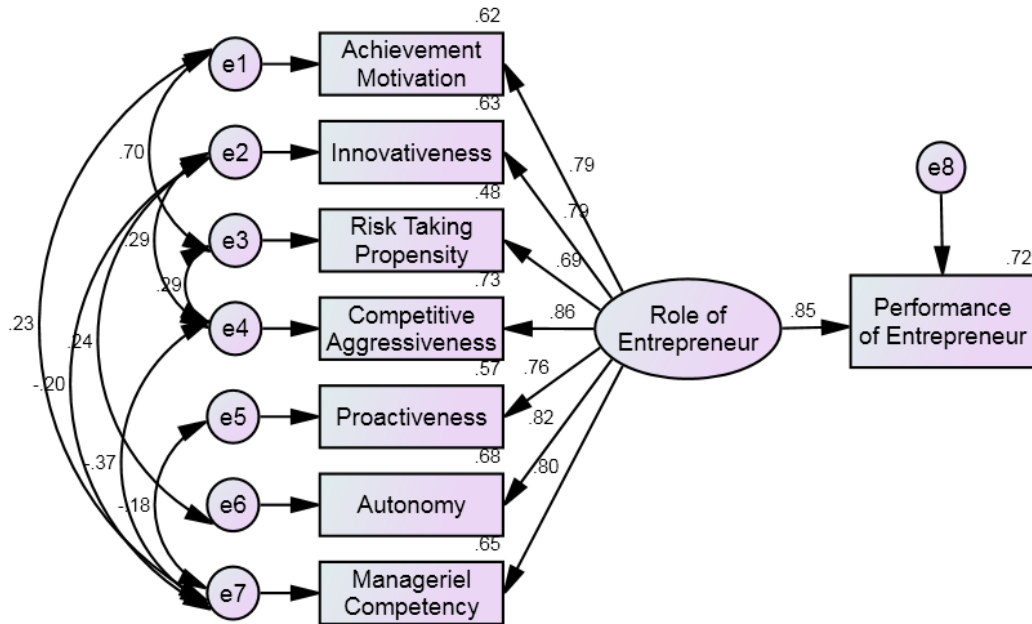 .62
e1
Achievement
Motivation
.63
e2
Innovativeness
.48
e3
Risk Taking
Propensity
.73
e4
Competitive
Aggressiveness
.57
e5
Proactiveness
.68
e6
Autonomy
.65
e7
Manageriel
Competency
.70
.29
.29
.23
.24
-.20
-.37
-.18
.79
.79
.69
.86
.76
.82
.80
Role of
Entrepreneur
.85
e8
.72
Performance
of Entrepreneur